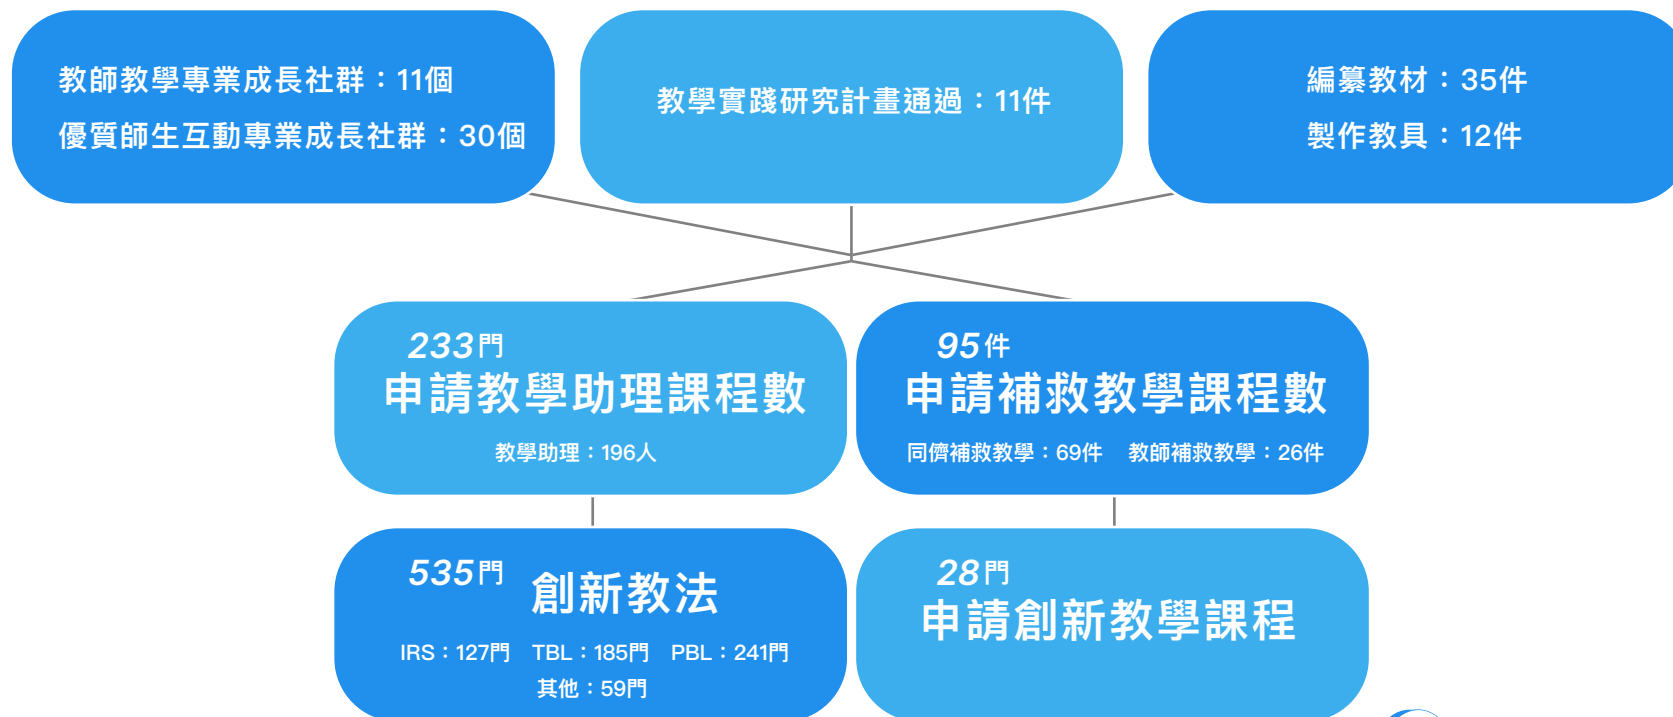 教師教學專業成長社群：11個
優質師生互動專業成長社群：30個
教學實踐研究計畫通過：11件
編纂教材：35件
製作教具：12件
233門
申請教學助理課程數
教學助理：196人
95件
申請補救教學課程數
同儕補救教學：69件　教師補救教學：26件
535門 創新教法
IRS：127門　TBL：185門　PBL：241門
其他：59門
28門
申請創新教學課程